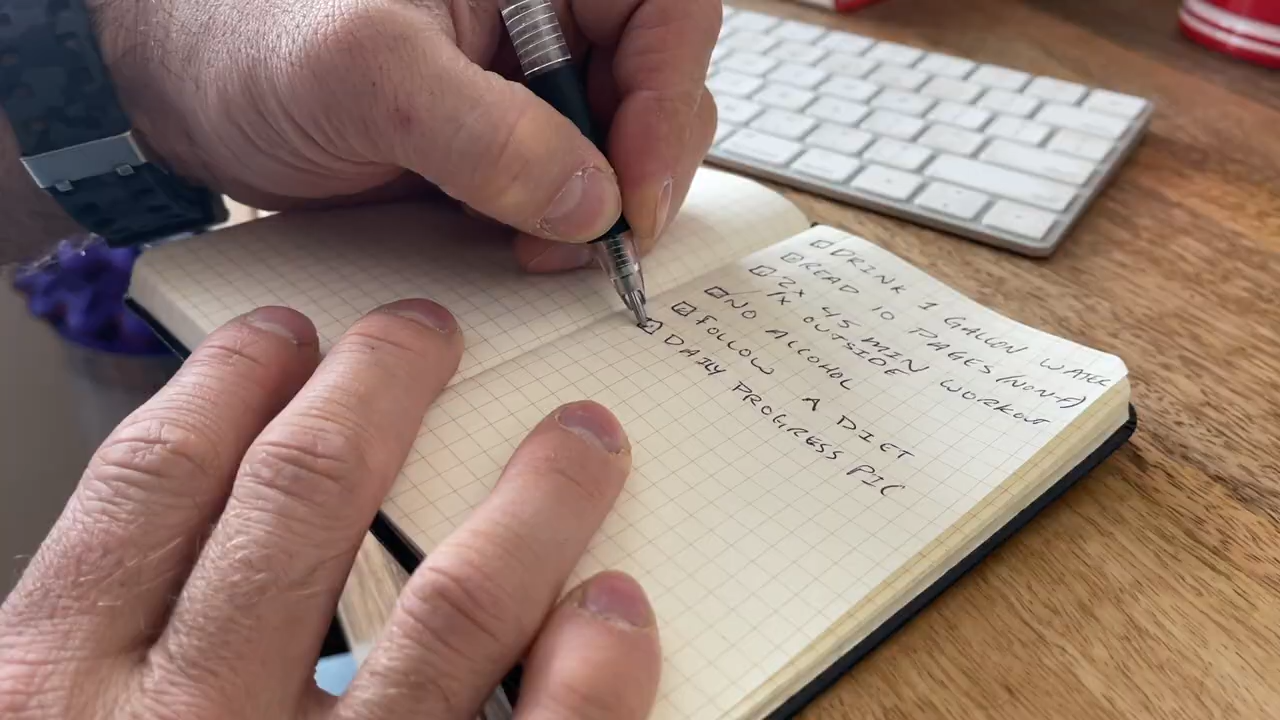 DRINK 1 GALLON WATER
READ 10 PAGES (NON-F)
2X 45 MIN WORKOUT
/1X OUTSIDE
NO ALCOHOL
FOLLOW A DIET
DAILY PROGRESS PIC